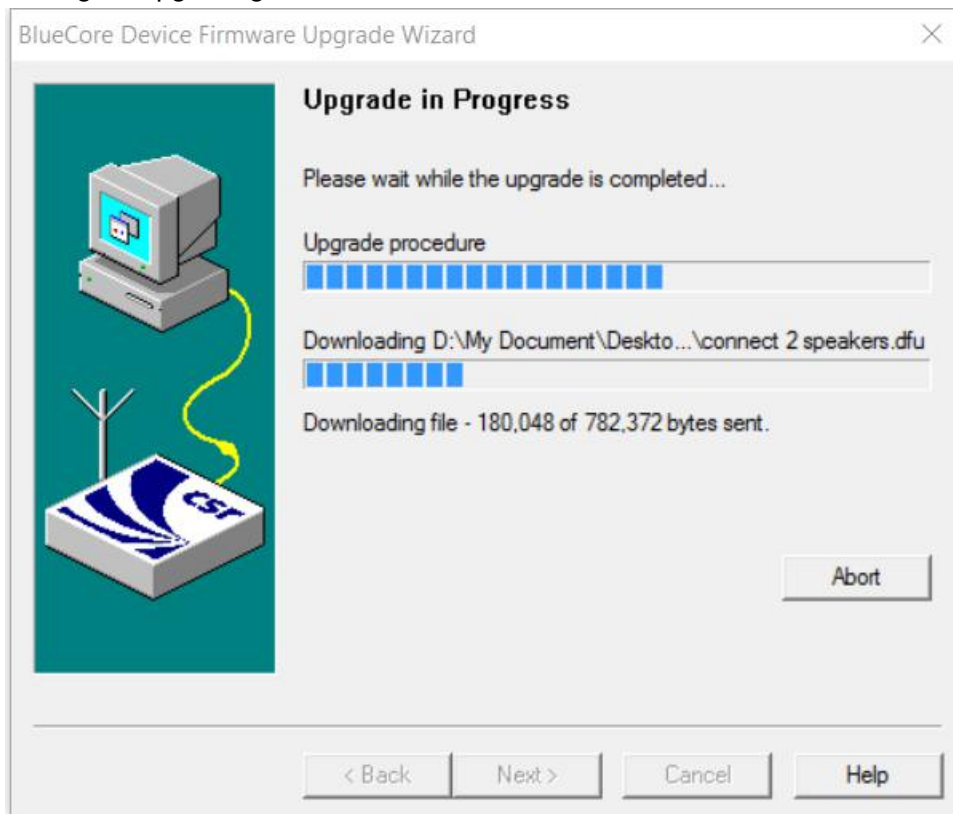 BlueCore Device Firmware Upgrade Wizard
Upgrade in Progress
Please wait while the upgrade is completed...
Upgrade procedure
Downloading D:\My Document\Deskto...\connect 2 speakers.dfu
Downloading file - 180,048 of 782,372 bytes sent.
csr
Abort
< Back Next > Cancel Help